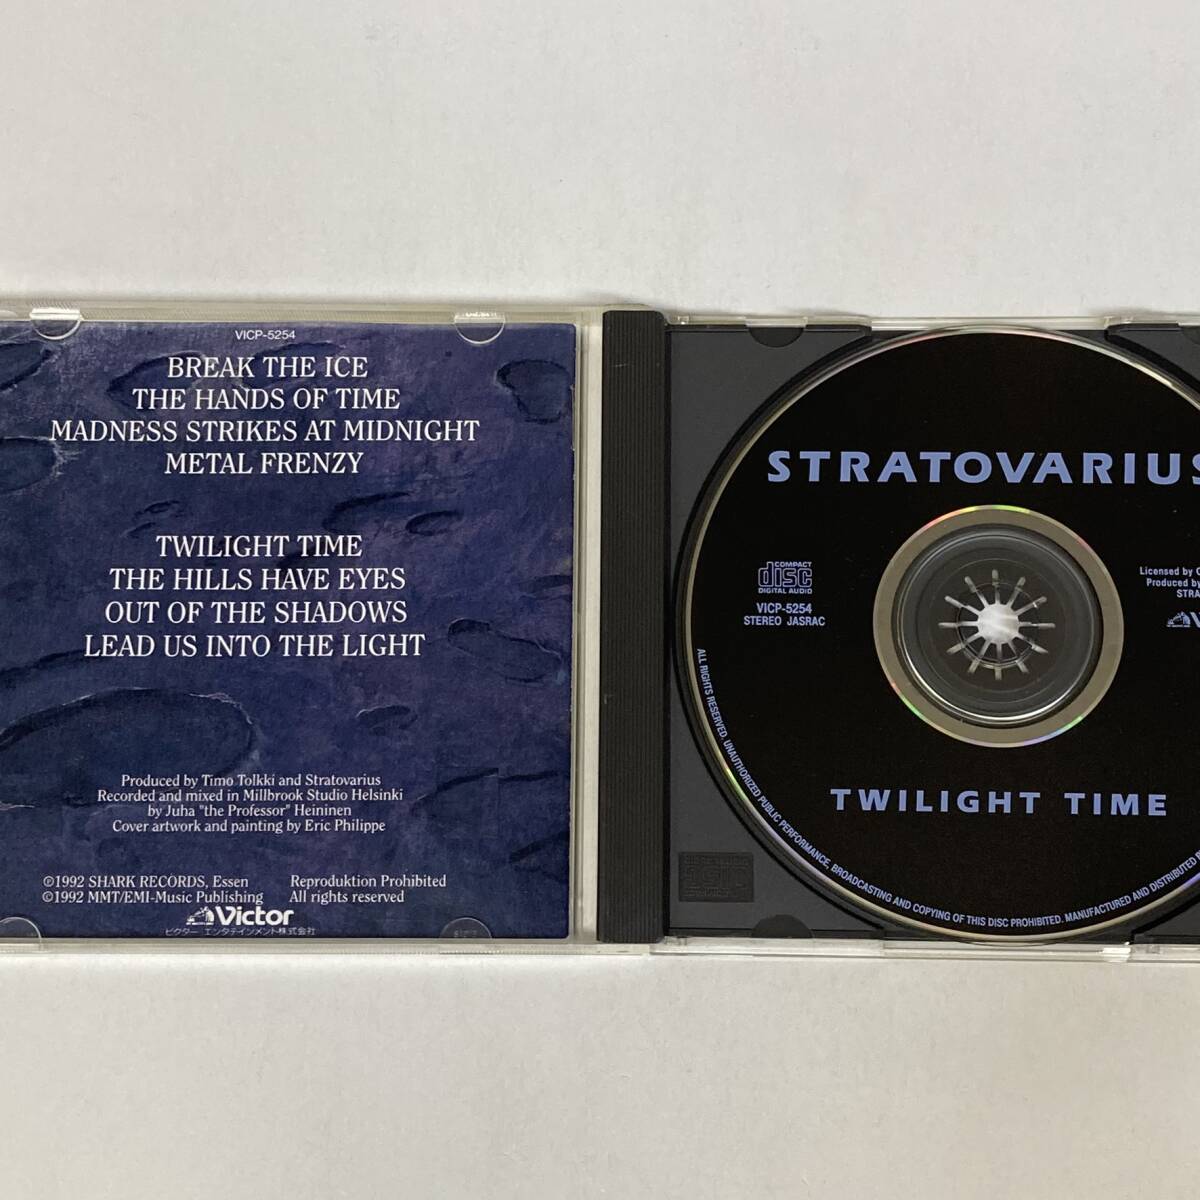 VICP-5254
BREAK THE ICE
THE HANDS OF TIME
MADNESS STRIKES AT MIDNIGHT
METAL FRENZY
TWILIGHT TIME
THE HILLS HAVE EYES
OUT OF THE SHADOWS
LEAD US INTO THE LIGHT
Produced by Timo Tolkki and Stratovarius
Recorded and mixed in Millbrook Studio Helsinki
by Juha "the Professor" Heininen
Cover artwork and painting by Eric Philippe
℗1992 SHARK RECORDS, Essen Reproduktion Prohibited
©1992 MMT/EMI-Music Publishing All rights reserved
Victor
ビクター エンタテインメント株式会社
STRATOVARIUS
COMPACT
disc
DIGITAL AUDIO
VICP-5254
STEREO JASRAC
Licensed by
Produced by
STRA
TWILIGHT TIME
ALL RIGHTS RESERVED. UNAUTHORIZED PUBLIC PERFORMANCE, BROADCASTING AND COPYING OF THIS DISC PROHIBITED. MANUFACTURED AND DISTRIBUTED